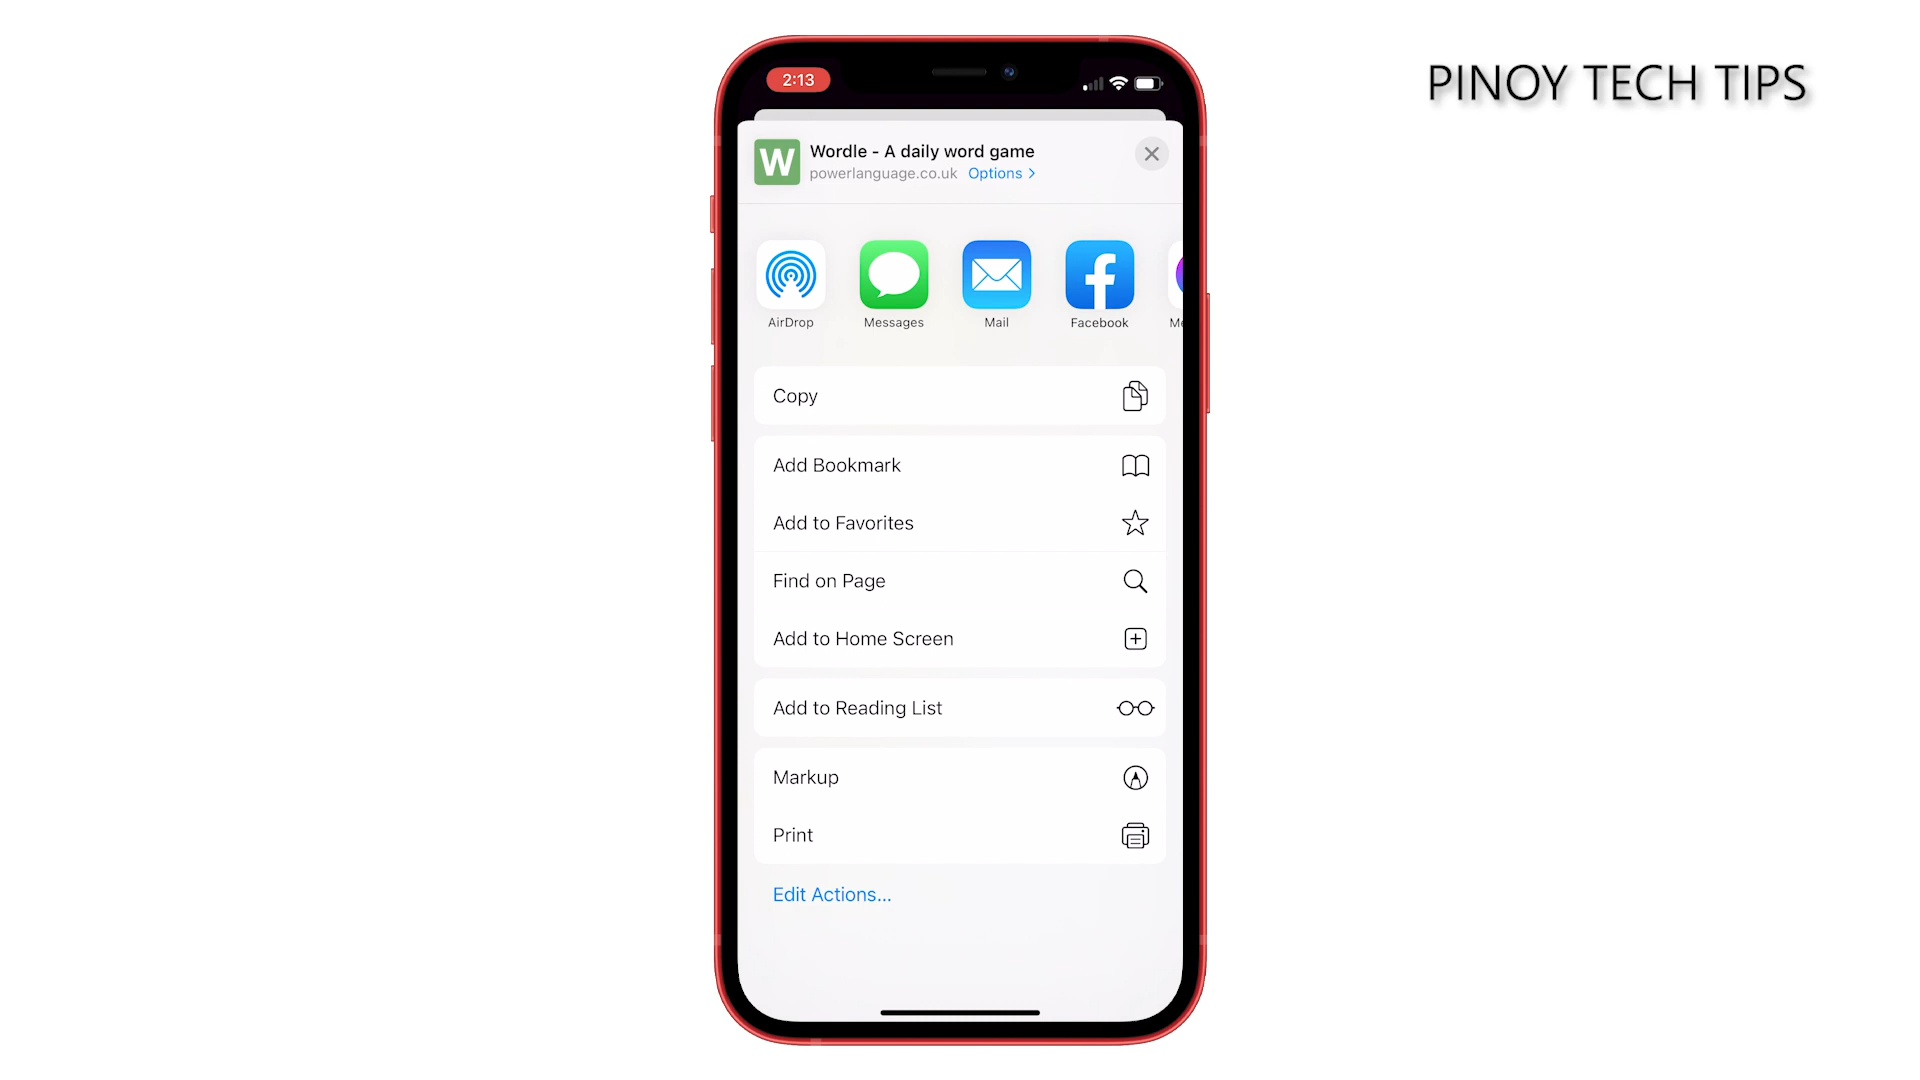 PINOY TECH TIPS
2:13
W
Wordle - A daily word game
powerlanguage.co.uk Options >
AirDrop Messages Mail Facebook
Copy
Add Bookmark
Add to Favorites
Find on Page
Add to Home Screen
Add to Reading List
Markup
Print
Edit Actions...